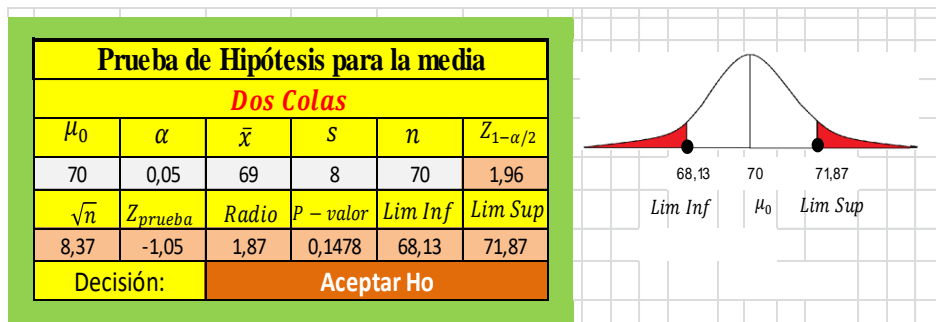 Prueba de Hipótesis para la media
Dos Colas
μ₀ α x̄ s n Z₁₋α/₂
70 0,05 69 8 70 1,96
√n Zprueba Radio P − valor Lim Inf Lim Sup
8,37 -1,05 1,87 0,1478 68,13 71,87
Decisión: Aceptar Ho
68,13 70 71,87
Lim Inf μ₀ Lim Sup